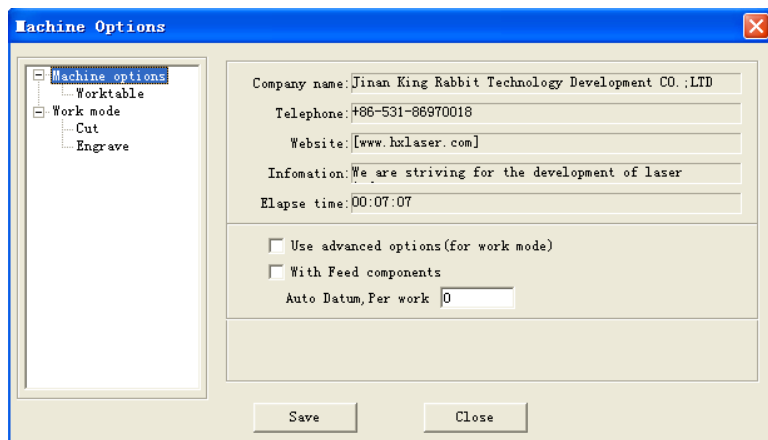 Machine Options
Machine options
Worktable
Work mode
Cut
Engrave
Company name: Jinan King Rabbit Technology Development CO.;LTD
Telephone: +86-531-86970018
Website: [www.hxlaser.com]
Infomation: We are striving for the development of laser
Elapse time: 00:07:07
Use advanced options(for work mode)
With Feed components
Auto Datum,Per work 0
Save
Close